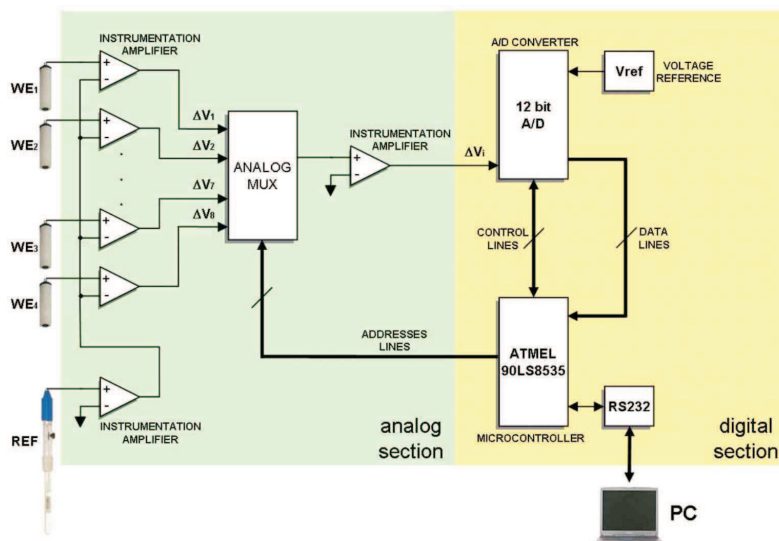 INSTRUMENTATION
AMPLIFIER
WE1
WE2
WE3
WE4
REF
ΔV1
ΔV2
ΔV7
ΔV8
ANALOG
MUX
INSTRUMENTATION
AMPLIFIER
ΔVi
A/D CONVERTER
12 bit
A/D
Vref
VOLTAGE
REFERENCE
CONTROL
LINES
DATA
LINES
ADDRESSES
LINES
ATMEL
90LS8535
MICROCONTROLLER
RS232
INSTRUMENTATION
AMPLIFIER
analog
section
digital
section
PC